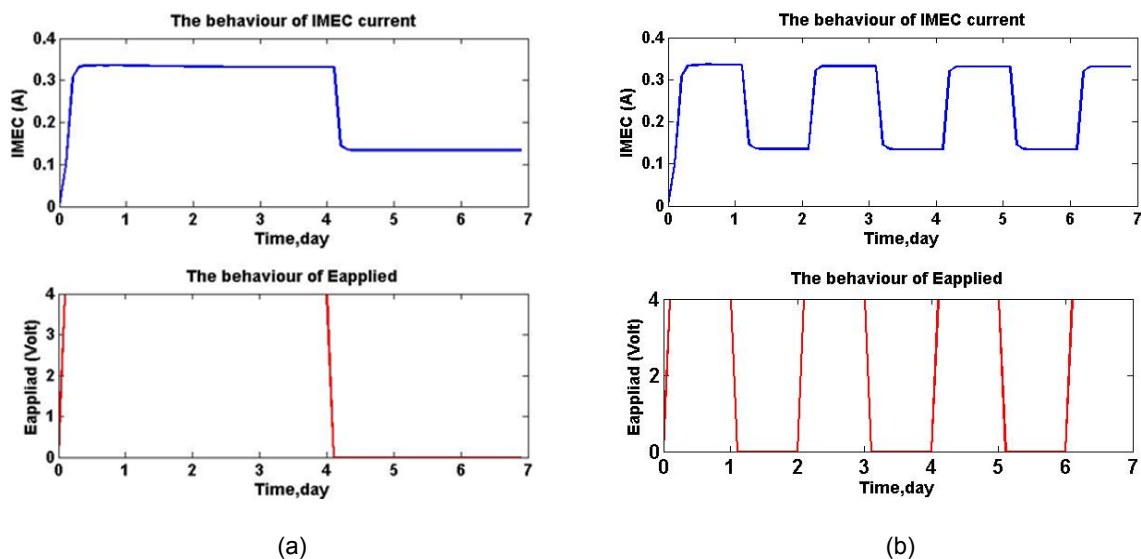 The behaviour of IMEC current
IMEC (A)
0.4
0.3
0.2
0.1
0
0 1 2 3 4 5 6 7
Time,day
The behaviour of Eapplied
Eappliad (Volt)
4
2
0
0 1 2 3 4 5 6 7
Time,day
(a)
The behaviour of IMEC current
IMEC (A)
0.4
0.3
0.2
0.1
0
0 1 2 3 4 5 6 7
Time,day
The behaviour of Eapplied
Eappliad (Volt)
4
2
0
0 1 2 3 4 5 6 7
Time,day
(b)